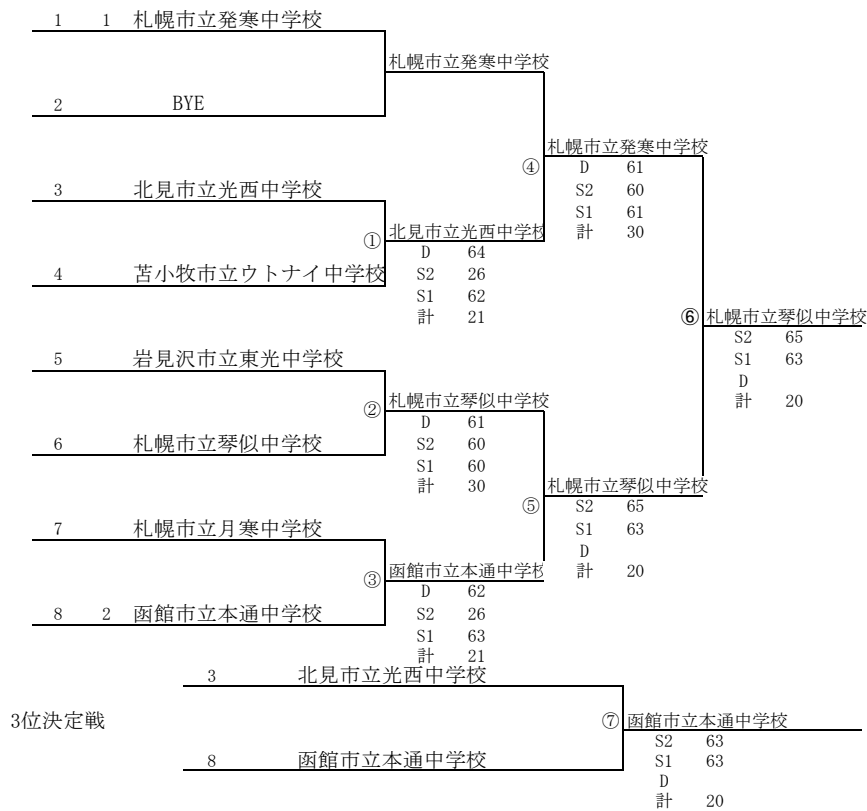 1 1 札幌市立発寒中学校
札幌市立発寒中学校
2 BYE
④ 札幌市立発寒中学校
D 61
S2 60
S1 61
計 30
3 北見市立光西中学校
① 北見市立光西中学校
D 64
S2 26
S1 62
計 21
4 苫小牧市立ウトナイ中学校
⑥ 札幌市立琴似中学校
S2 65
S1 63
D
計 20
5 岩見沢市立東光中学校
② 札幌市立琴似中学校
D 61
S2 60
S1 60
計 30
6 札幌市立琴似中学校
⑤ 札幌市立琴似中学校
S2 65
S1 63
D
計 20
7 札幌市立月寒中学校
③ 函館市立本通中学校
D 62
S2 26
S1 63
計 21
8 2 函館市立本通中学校
3 北見市立光西中学校
3位決定戦
⑦ 函館市立本通中学校
S2 63
S1 63
D
計 20
8 函館市立本通中学校